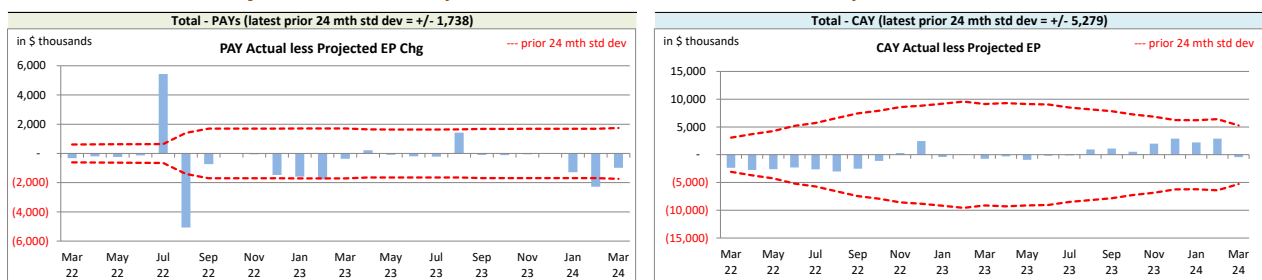 Total - PAYs (latest prior 24 mth std dev = +/- 1,738)
in $ thousands
PAY Actual less Projected EP Chg
--- prior 24 mth std dev
6,000
4,000
2,000
-
(2,000)
(4,000)
(6,000)
Mar May Jul Sep Nov Jan Mar May Jul Sep Nov Jan Mar
22 22 22 22 22 23 23 23 23 23 23 24 24
Total - CAY (latest prior 24 mth std dev = +/- 5,279)
in $ thousands
CAY Actual less Projected EP
--- prior 24 mth std dev
15,000
10,000
5,000
-
(5,000)
(10,000)
(15,000)
Mar May Jul Sep Nov Jan Mar May Jul Sep Nov Jan Mar
22 22 22 22 22 23 23 23 23 23 23 24 24